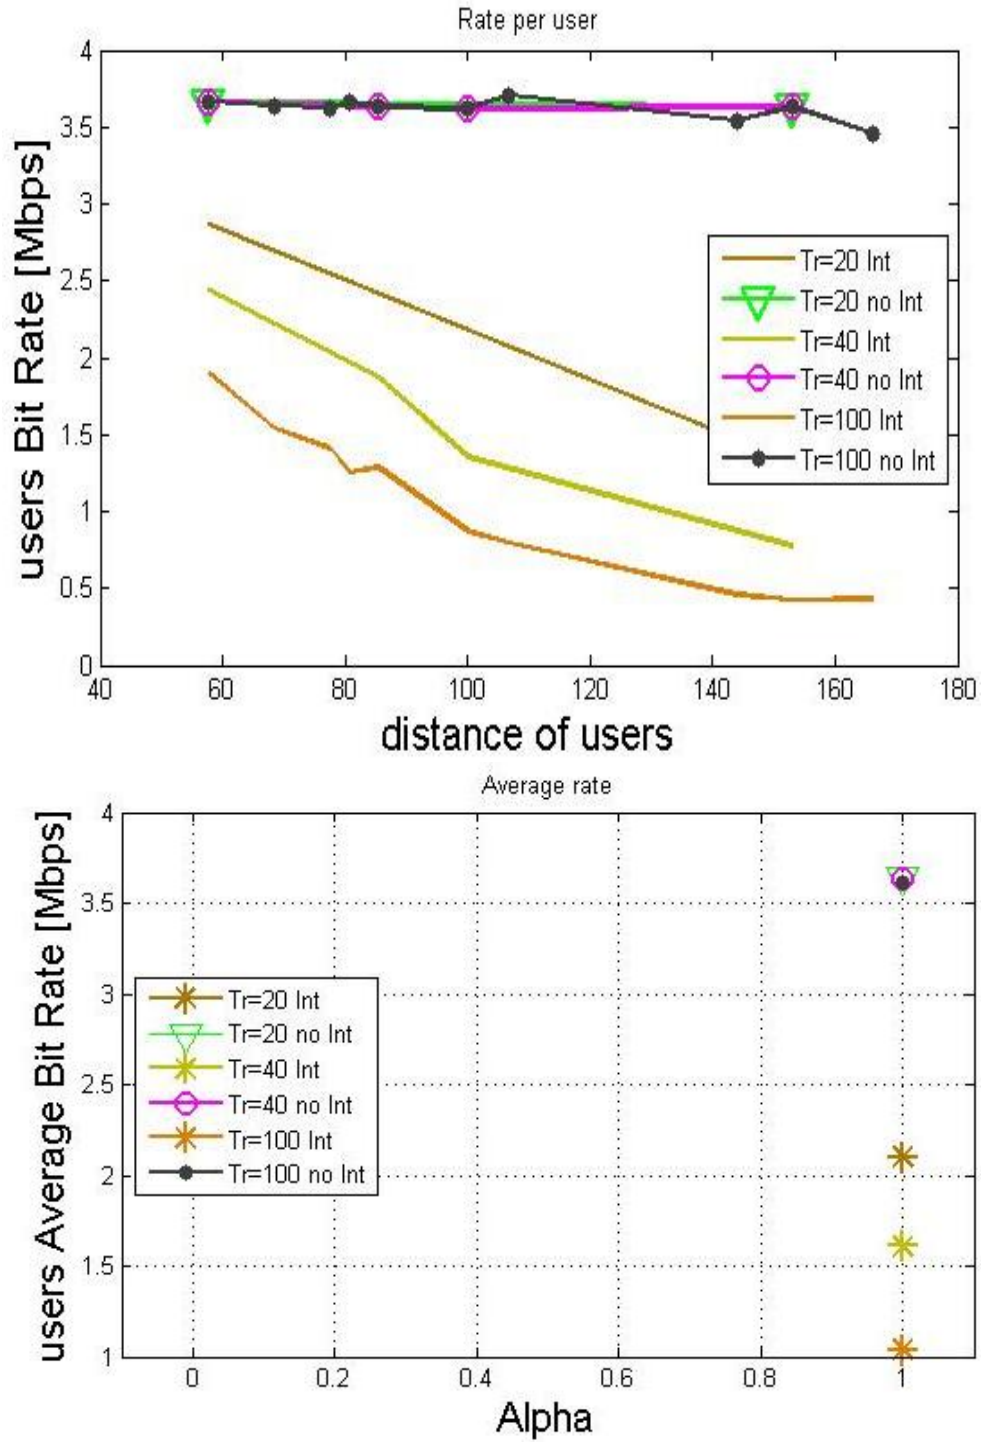 Rate per user
4
3.5
3
2.5
2
1.5
1
0.5
0
users Bit Rate [Mbps]
Tr=20 Int
Tr=20 no Int
Tr=40 Int
Tr=40 no Int
Tr=100 Int
Tr=100 no Int
40 60 80 100 120 140 160 180
distance of users
Average rate
4
3.5
3
2.5
2
1.5
1
users Average Bit Rate [Mbps]
Tr=20 Int
Tr=20 no Int
Tr=40 Int
Tr=40 no Int
Tr=100 Int
Tr=100 no Int
0 0.2 0.4 0.6 0.8 1
Alpha